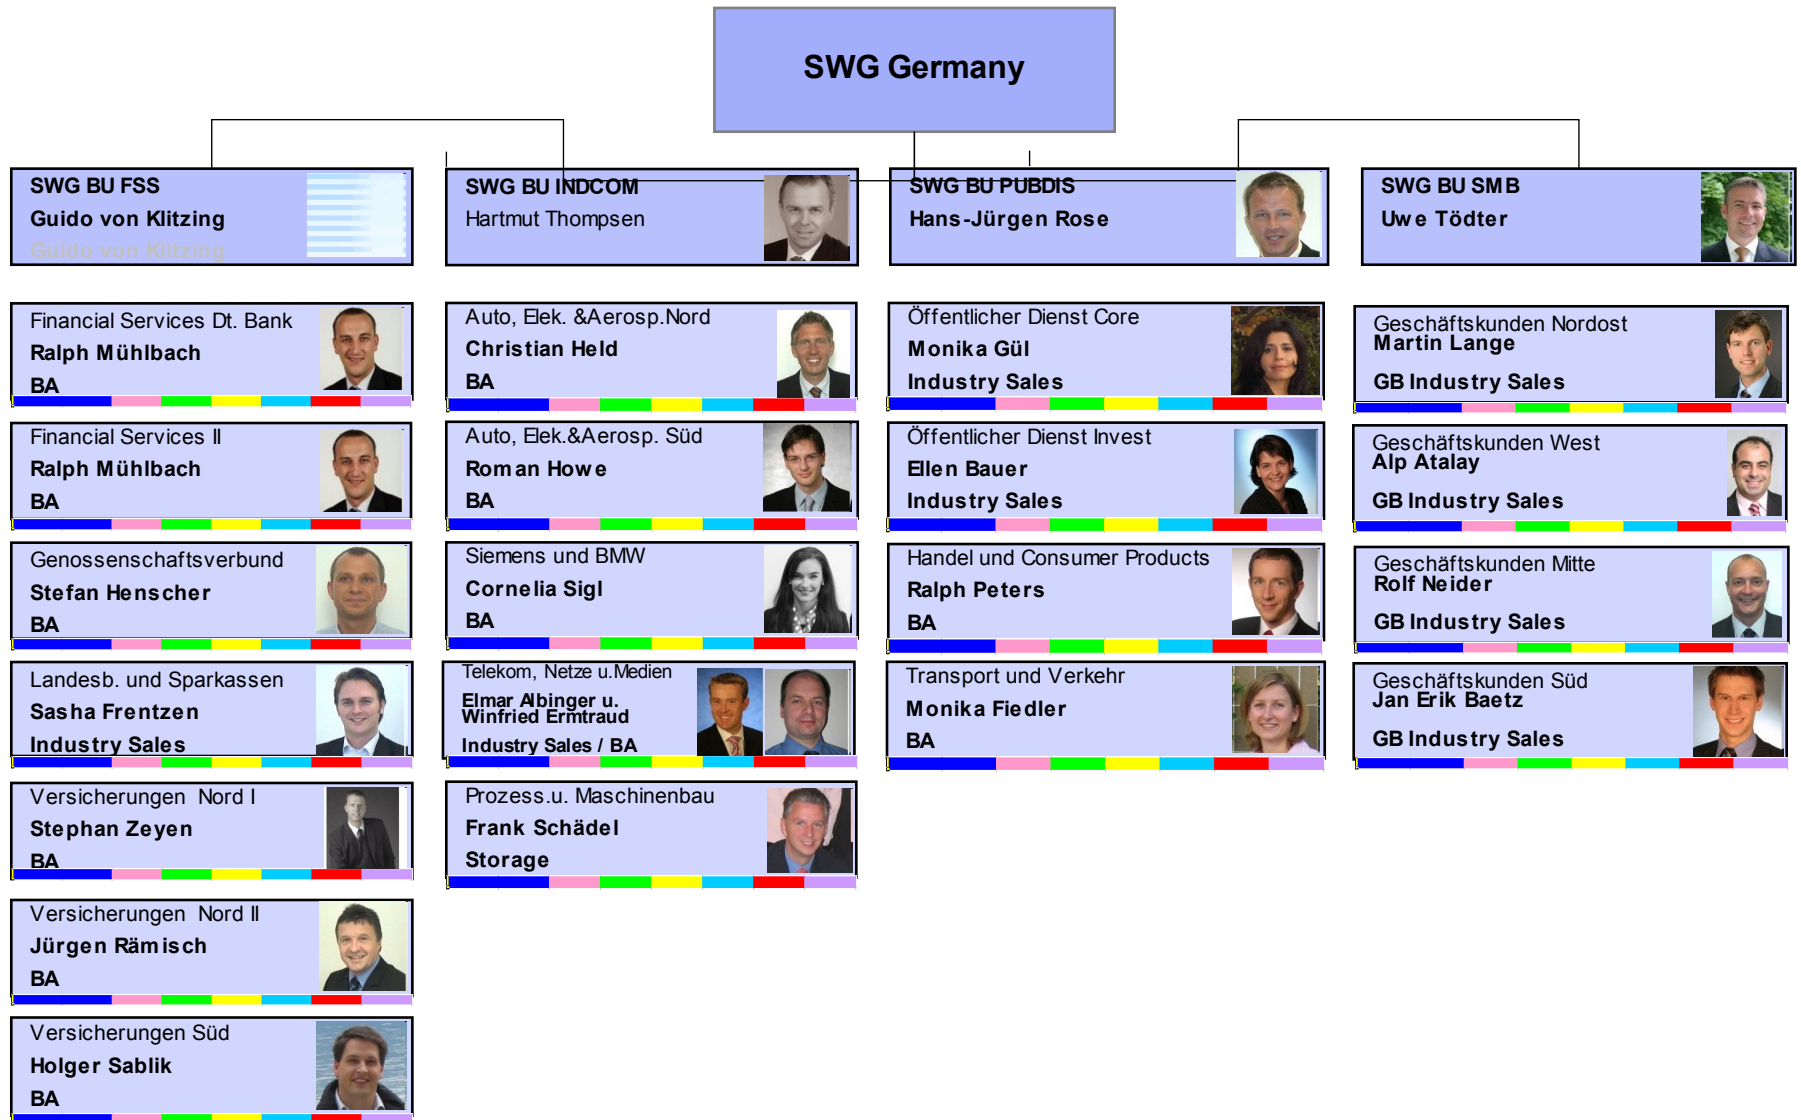 SWG Germany
SWG BU FSS
Guido von Klitzing
Guido von Klitzing
SWG BU INDCOM
Hartmut Thompsen
SWG BU PUBDIS
Hans-Jürgen Rose
SWG BU SMB
Uwe Tödter
Financial Services Dt. Bank
Ralph Mühlbach
BA
Financial Services II
Ralph Mühlbach
BA
Genossenschaftsverbund
Stefan Henscher
BA
Landesb. und Sparkassen
Sasha Frentzen
Industry Sales
Versicherungen Nord I
Stephan Zeyen
BA
Versicherungen Nord II
Jürgen Rämisch
BA
Versicherungen Süd
Holger Sablik
BA
Auto, Elek. &Aerosp.Nord
Christian Held
BA
Auto, Elek.&Aerosp. Süd
Roman Howe
BA
Siemens und BMW
Cornelia Sigl
BA
Telekom, Netze u.Medien
Elmar Albinger u.
Winfried Ermtraud
Industry Sales / BA
Prozess.u. Maschinenbau
Frank Schädel
Storage
Öffentlicher Dienst Core
Monika Gül
Industry Sales
Öffentlicher Dienst Invest
Ellen Bauer
Industry Sales
Handel und Consumer Products
Ralph Peters
BA
Transport und Verkehr
Monika Fiedler
BA
Geschäftskunden Nordost
Martin Lange
GB Industry Sales
Geschäftskunden West
Alp Atalay
GB Industry Sales
Geschäftskunden Mitte
Rolf Neider
GB Industry Sales
Geschäftskunden Süd
Jan Erik Baetz
GB Industry Sales